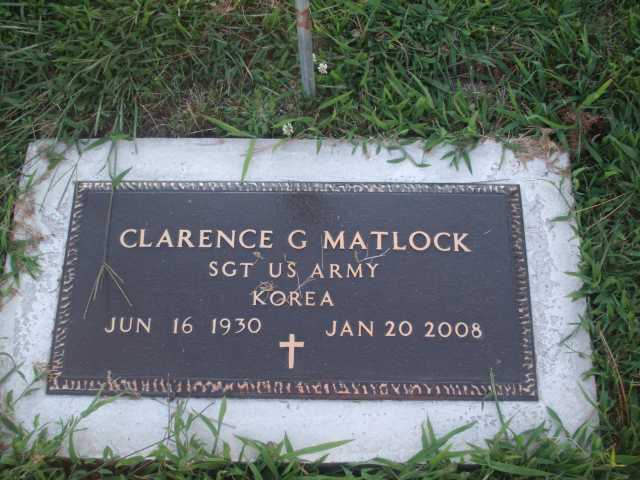 CLARENCE G MATLOCK
SGT US ARMY
KOREA
JUN 16 1930 JAN 20 2008